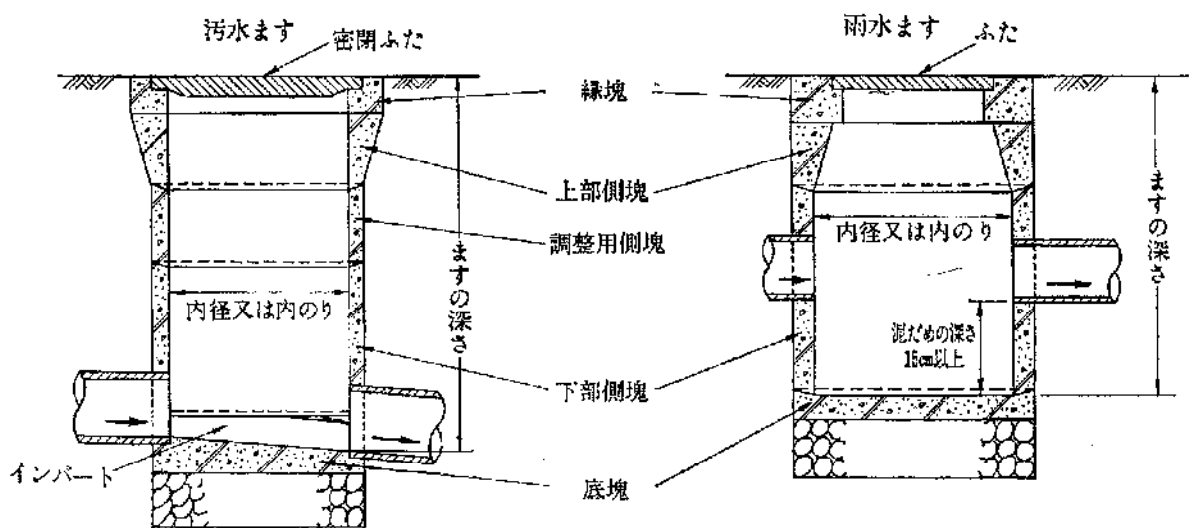 汚水ます
密閉ふた
雨水ます
ふた
縁塊
上部側塊
調整用側塊
内径又は内のり
ますの深さ
下部側塊
インバート
底塊
内径又は内のり
泥だめの深さ
15cm以上
ますの深さ